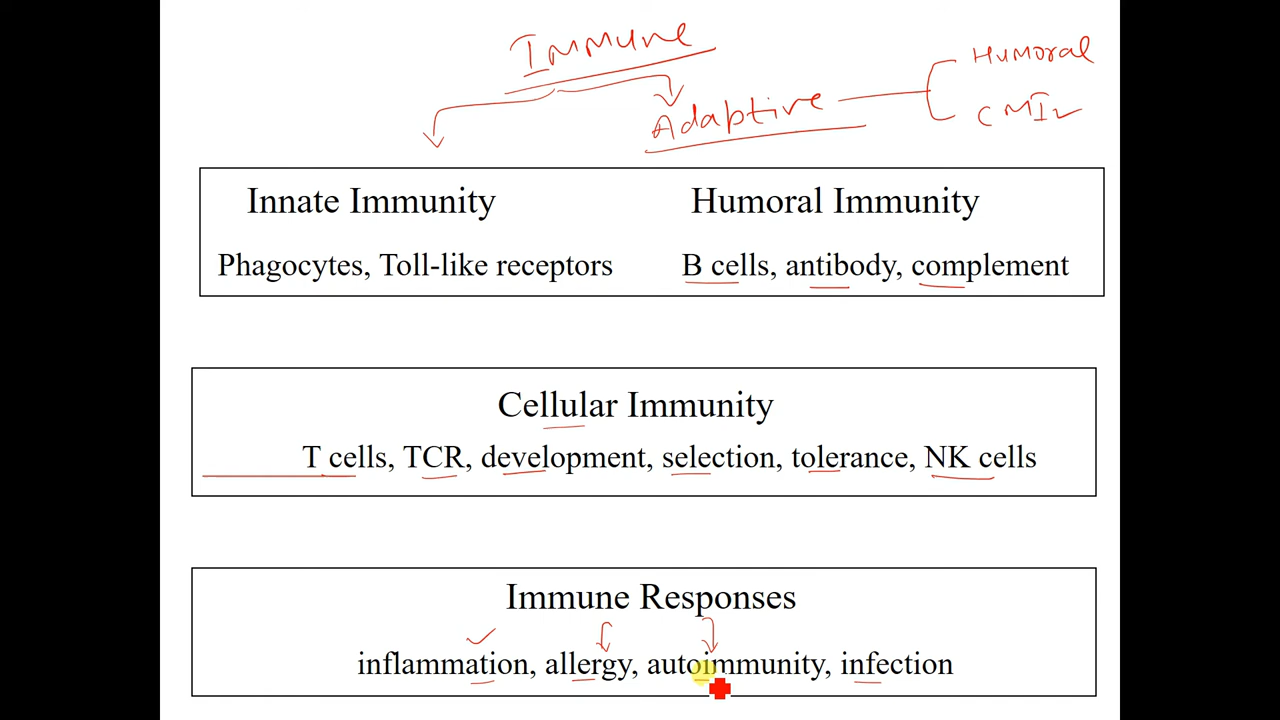 Immune
Humoral
Adaptive
CMI
Innate Immunity
Humoral Immunity
Phagocytes, Toll-like receptors
B cells, antibody, complement
Cellular Immunity
T cells, TCR, development, selection, tolerance, NK cells
Immune Responses
inflammation, allergy, autoimmunity, infection